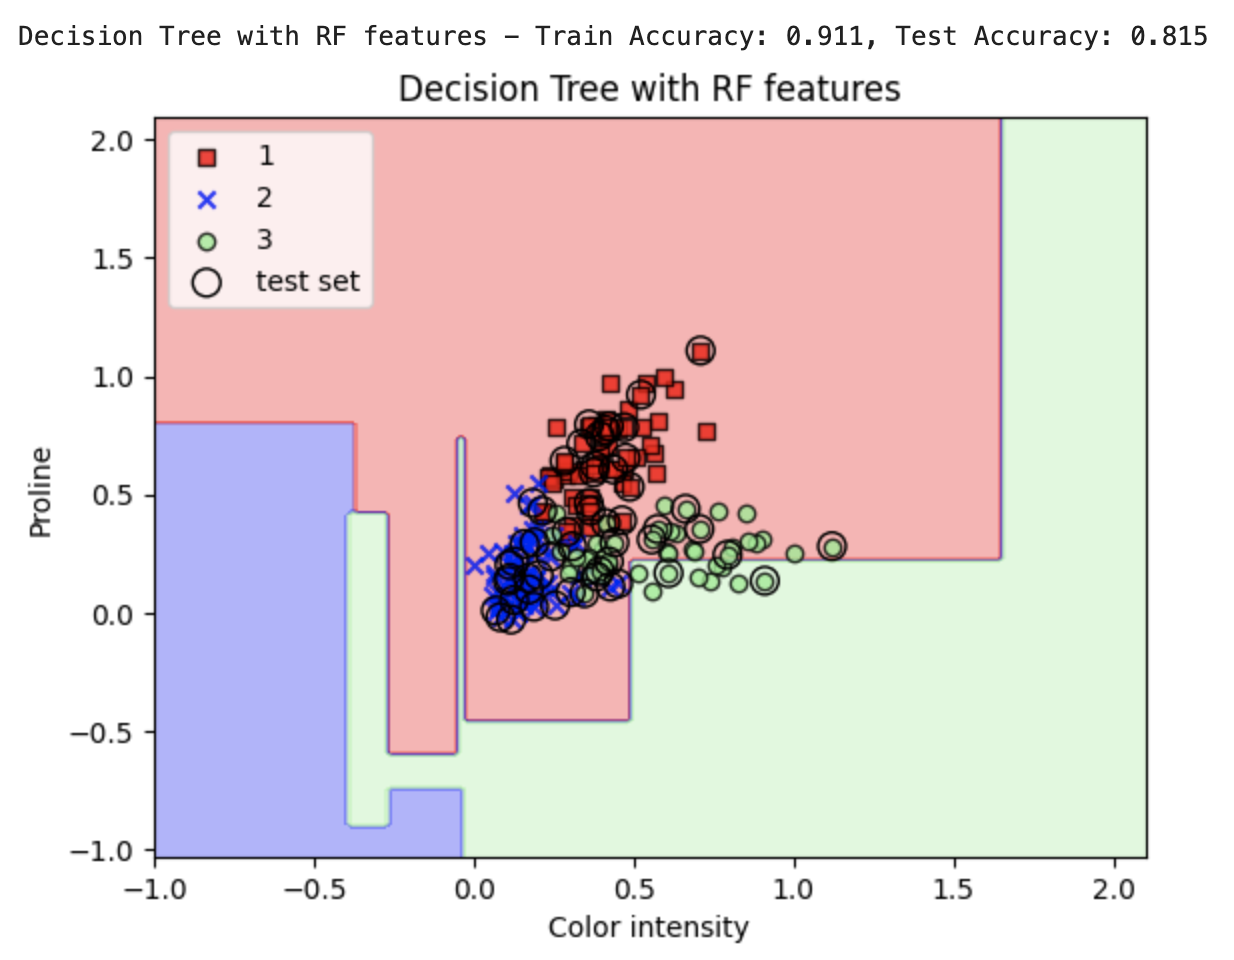 Decision Tree with RF features – Train Accuracy: 0.911, Test Accuracy: 0.815
Decision Tree with RF features
1
2
3
test set
2.0
1.5
1.0
0.5
0.0
−0.5
−1.0
Proline
−1.0 −0.5 0.0 0.5 1.0 1.5 2.0
Color intensity